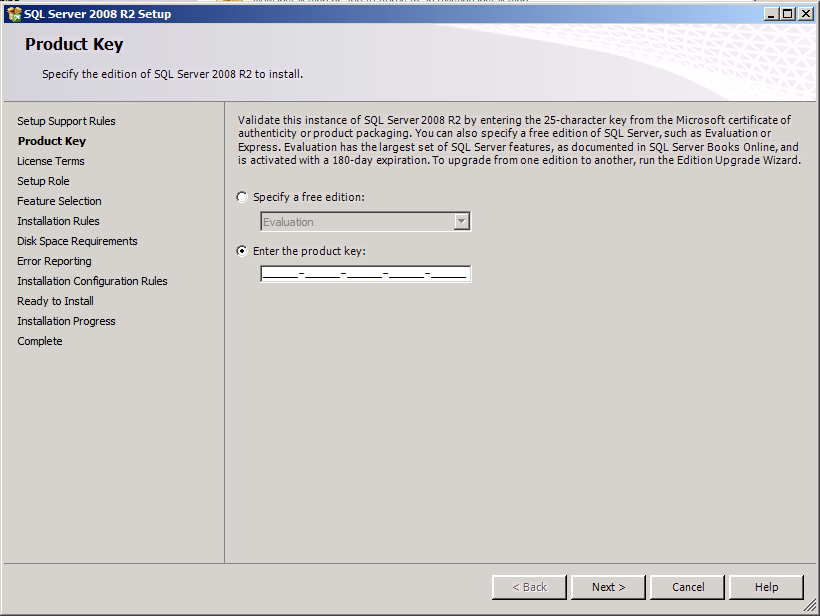 SQL Server 2008 R2 Setup
Product Key
Specify the edition of SQL Server 2008 R2 to install.
Setup Support Rules
Product Key
License Terms
Setup Role
Feature Selection
Installation Rules
Disk Space Requirements
Error Reporting
Installation Configuration Rules
Ready to Install
Installation Progress
Complete
Validate this instance of SQL Server 2008 R2 by entering the 25-character key from the Microsoft certificate of
authenticity or product packaging. You can also specify a free edition of SQL Server, such as Evaluation or
Express. Evaluation has the largest set of SQL Server features, as documented in SQL Server Books Online, and
is activated with a 180-day expiration. To upgrade from one edition to another, run the Edition Upgrade Wizard.
Specify a free edition:
Evaluation
Enter the product key:
_____-_____-_____-_____-_____
< Back
Next >
Cancel
Help